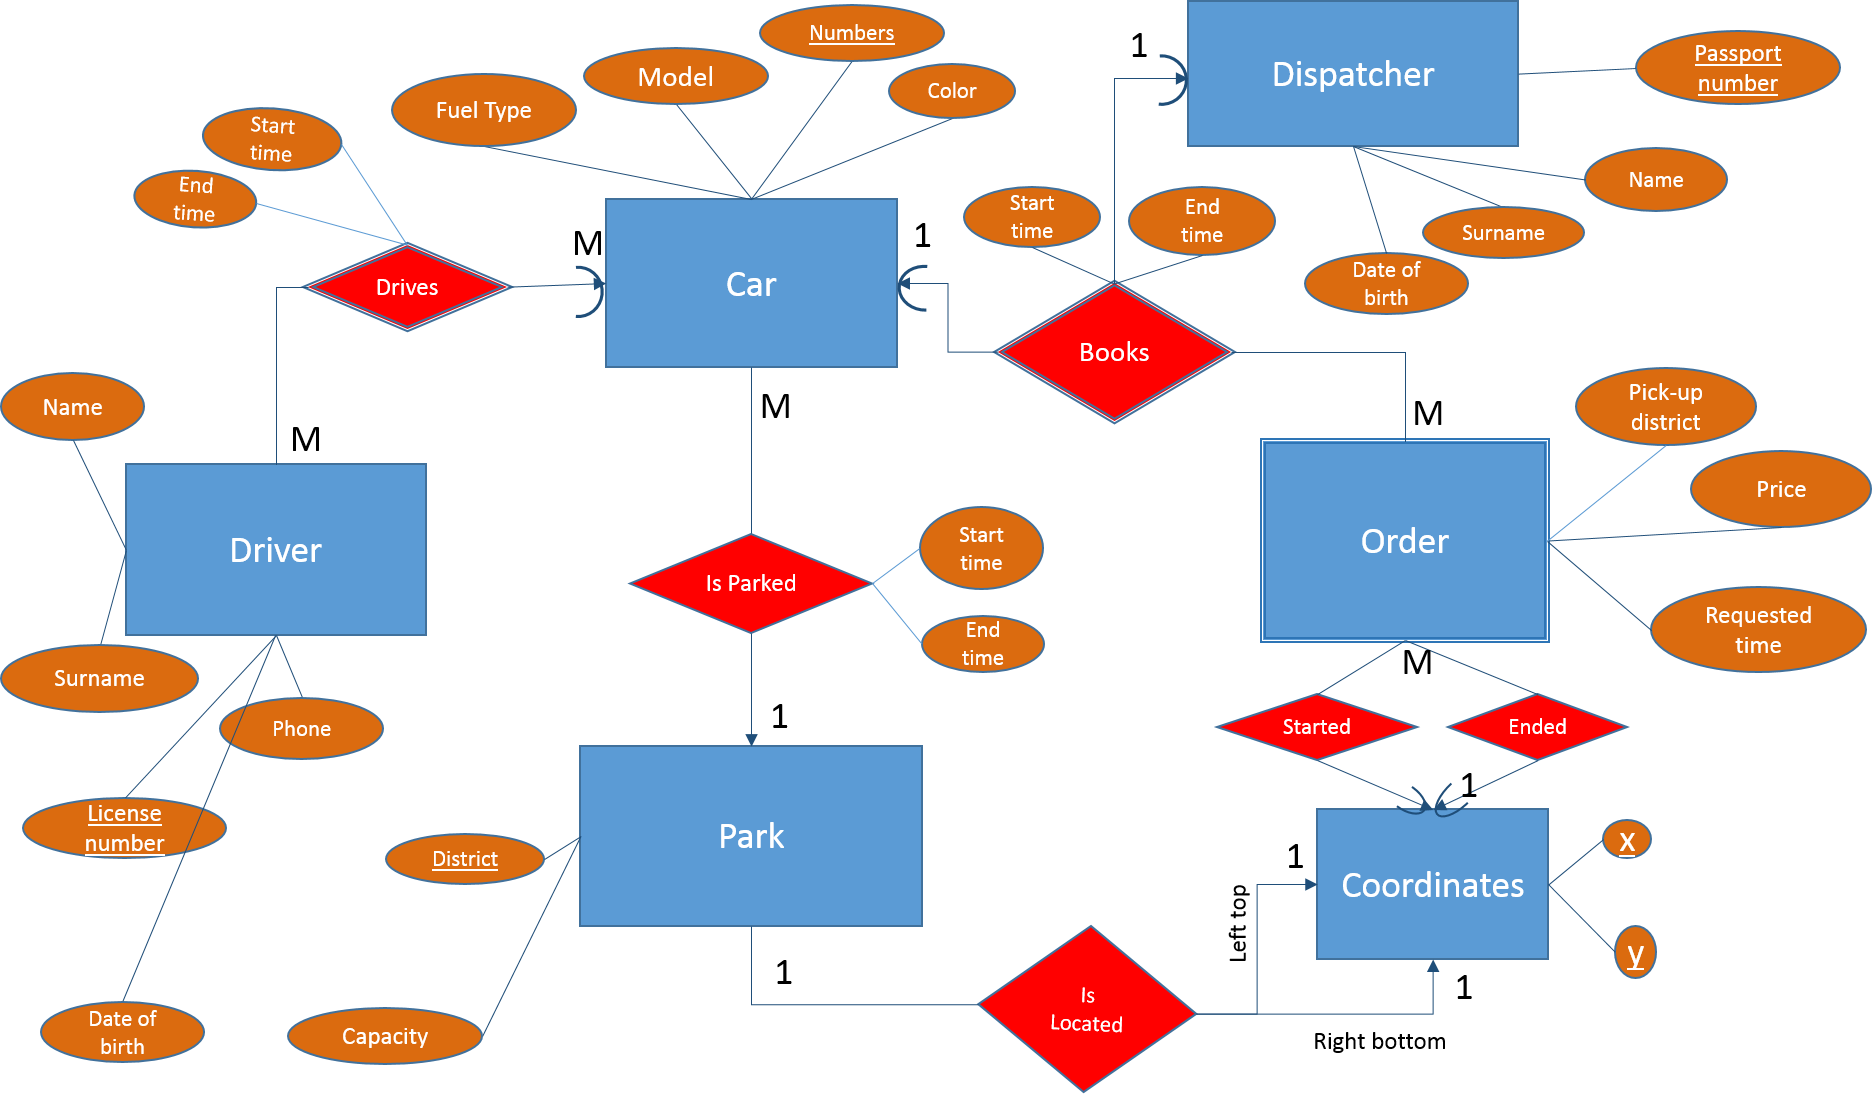 1
Dispatcher
Passport
number
Numbers
Model
Color
Fuel Type
Start
time
End
time
Name
Surname
Date of
birth
Start
time
End
time
M
1
Car
Drives
Books
M
M
M
Name
Driver
Surname
Phone
License
number
Date of
birth
Is Parked
Start
time
End
time
Order
Pick-up
district
Price
Requested
time
M
Started
Ended
1
1
Park
District
Capacity
1
Is
Located
Left top
1
Right bottom
1
Coordinates
x
y